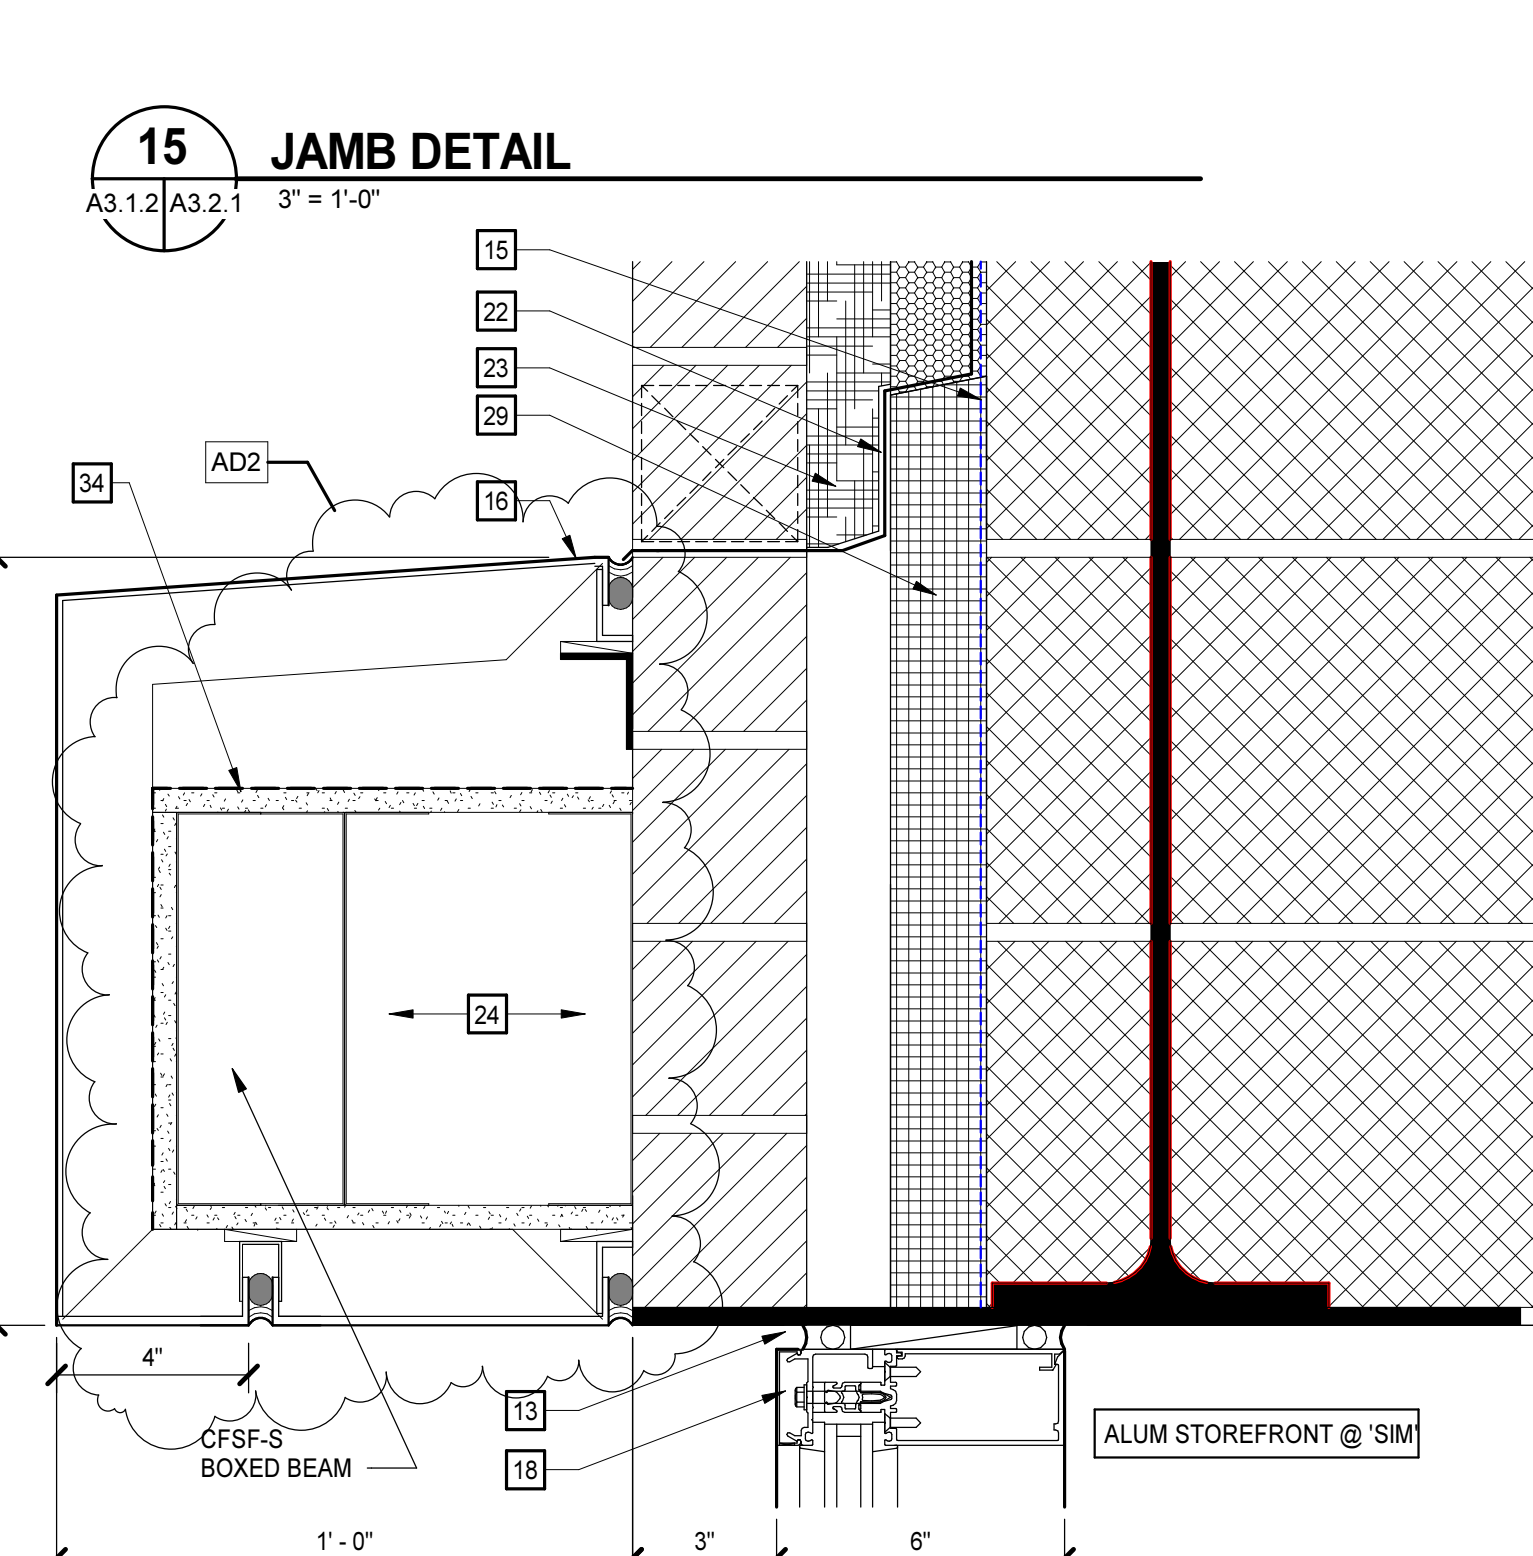 15
JAMB DETAIL
A3.1.2
A3.2.1
3" = 1'-0"
15
22
23
29
AD2
34
16
24
4"
13
CFSF-S
BOXED BEAM
18
ALUM STOREFRONT @ 'SIM'
1' - 0"
3"
6"